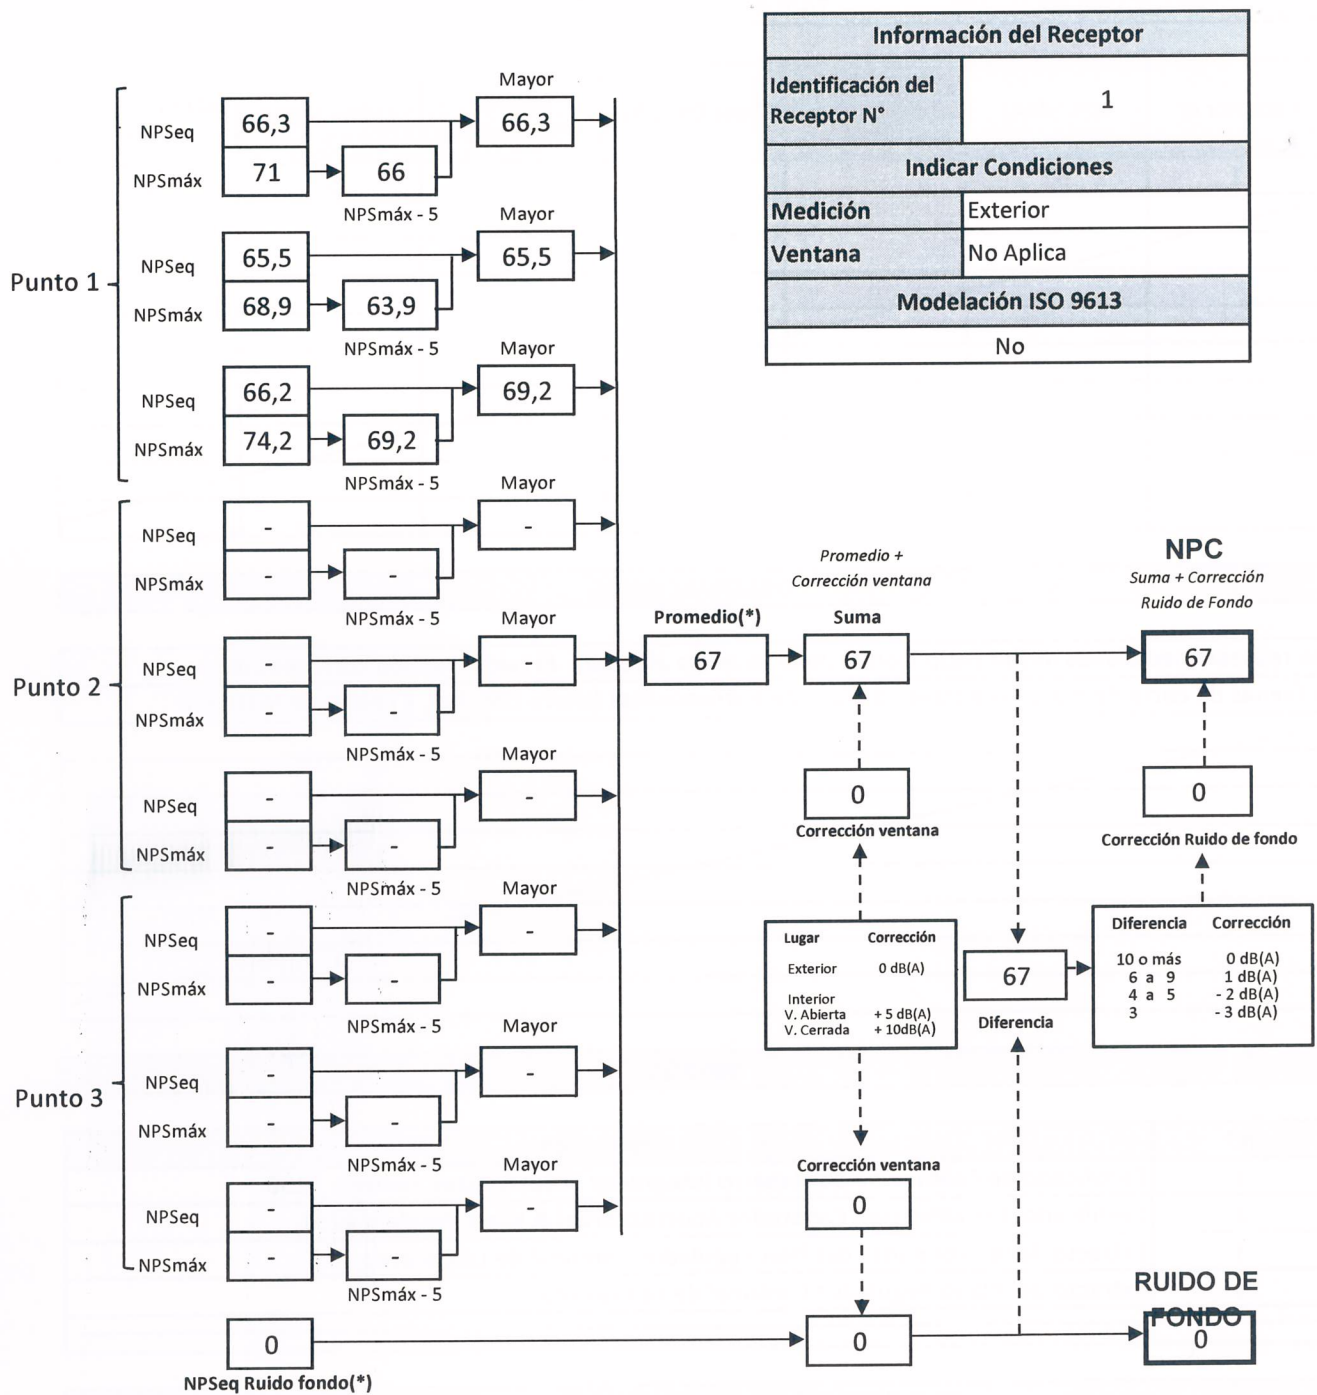 Información del Receptor
Identificación del Receptor N° 1
Indicar Condiciones
Medición Exterior
Ventana No Aplica
Modelación ISO 9613
No
Punto 1
Mayor
NPSeq 66,3 66,3
NPSmáx 71 66
NPSmáx - 5
Mayor
NPSeq 65,5 65,5
NPSmáx 68,9 63,9
NPSmáx - 5
Mayor
NPSeq 66,2 69,2
NPSmáx 74,2 69,2
NPSmáx - 5
Punto 2
Mayor
NPSeq - -
NPSmáx - -
NPSmáx - 5
Mayor
NPSeq - -
NPSmáx - -
NPSmáx - 5
Mayor
NPSeq - -
NPSmáx - -
NPSmáx - 5
Punto 3
Mayor
NPSeq - -
NPSmáx - -
NPSmáx - 5
Mayor
NPSeq - -
NPSmáx - -
NPSmáx - 5
Mayor
NPSeq - -
NPSmáx - -
NPSmáx - 5
0
NPSeq Ruido fondo(*)
Promedio(*)
67
Promedio +
Corrección ventana
Suma
67
0
Corrección ventana
Lugar Corrección
Exterior 0 dB(A)
Interior
V. Abierta + 5 dB(A)
V. Cerrada + 10dB(A)
Corrección ventana
0
0
67
Diferencia
NPC
Suma + Corrección
Ruido de Fondo
67
0
Corrección Ruido de fondo
Diferencia Corrección
10 o más 0 dB(A)
6 a 9 1 dB(A)
4 a 5 - 2 dB(A)
3 - 3 dB(A)
RUIDO DE
FONDO
0